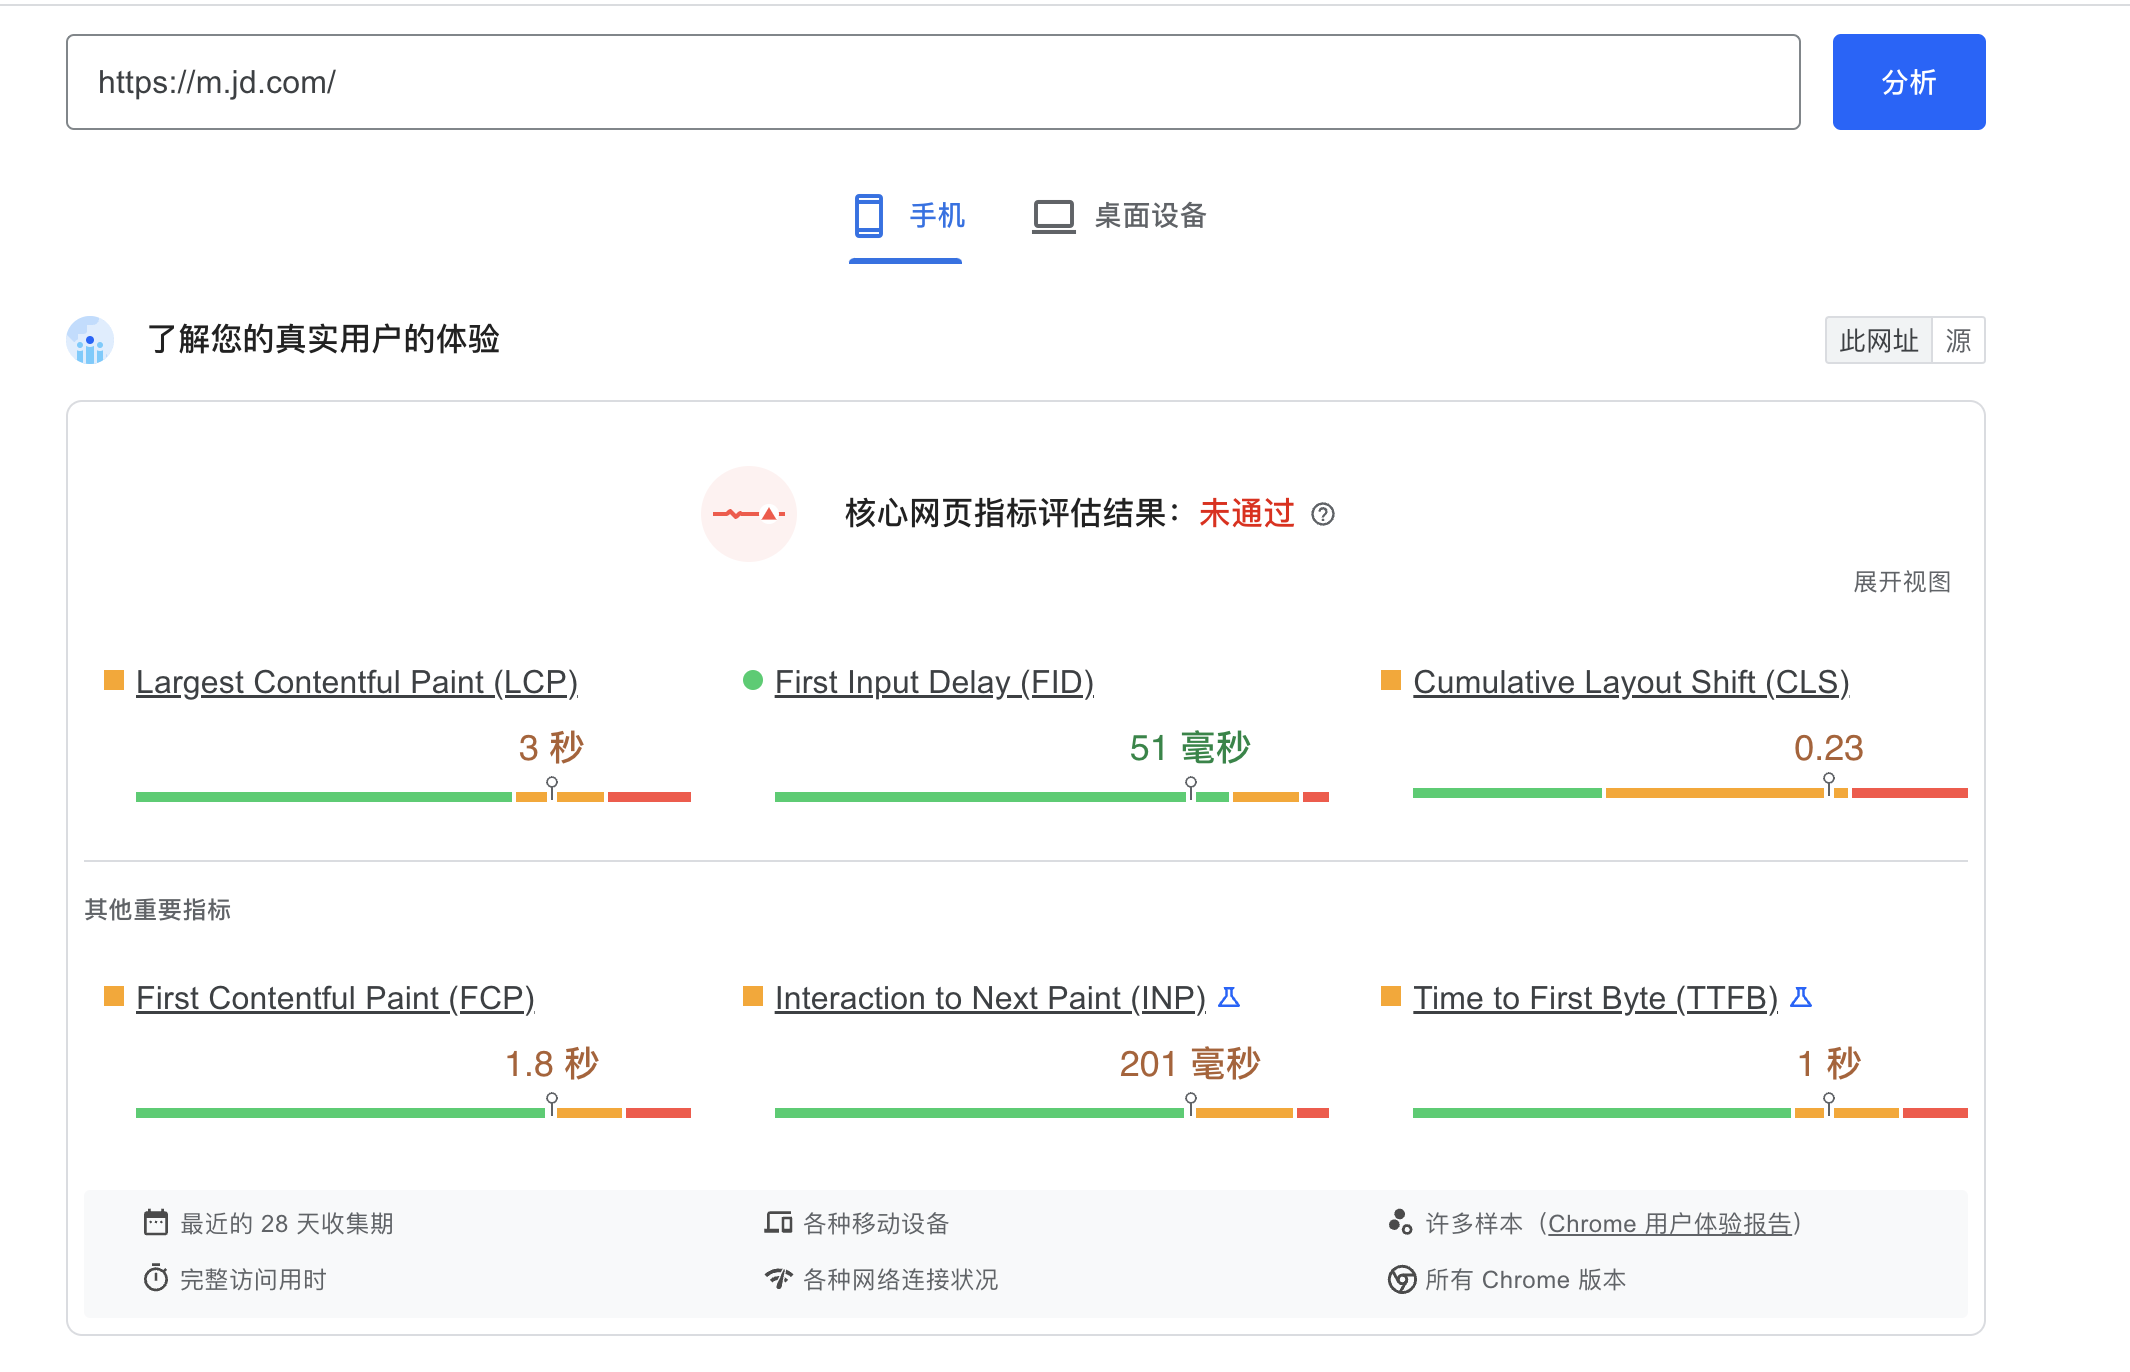 https://m.jd.com/
分析
手机
桌面设备
了解您的真实用户的体验
此网址 源
核心网页指标评估结果：未通过
展开视图
Largest Contentful Paint (LCP)
3 秒
First Input Delay (FID)
51 毫秒
Cumulative Layout Shift (CLS)
0.23
其他重要指标
First Contentful Paint (FCP)
1.8 秒
Interaction to Next Paint (INP)
201 毫秒
Time to First Byte (TTFB)
1 秒
最近的 28 天收集期
各种移动设备
许多样本（Chrome 用户体验报告）
完整访问用时
各种网络连接状况
所有 Chrome 版本